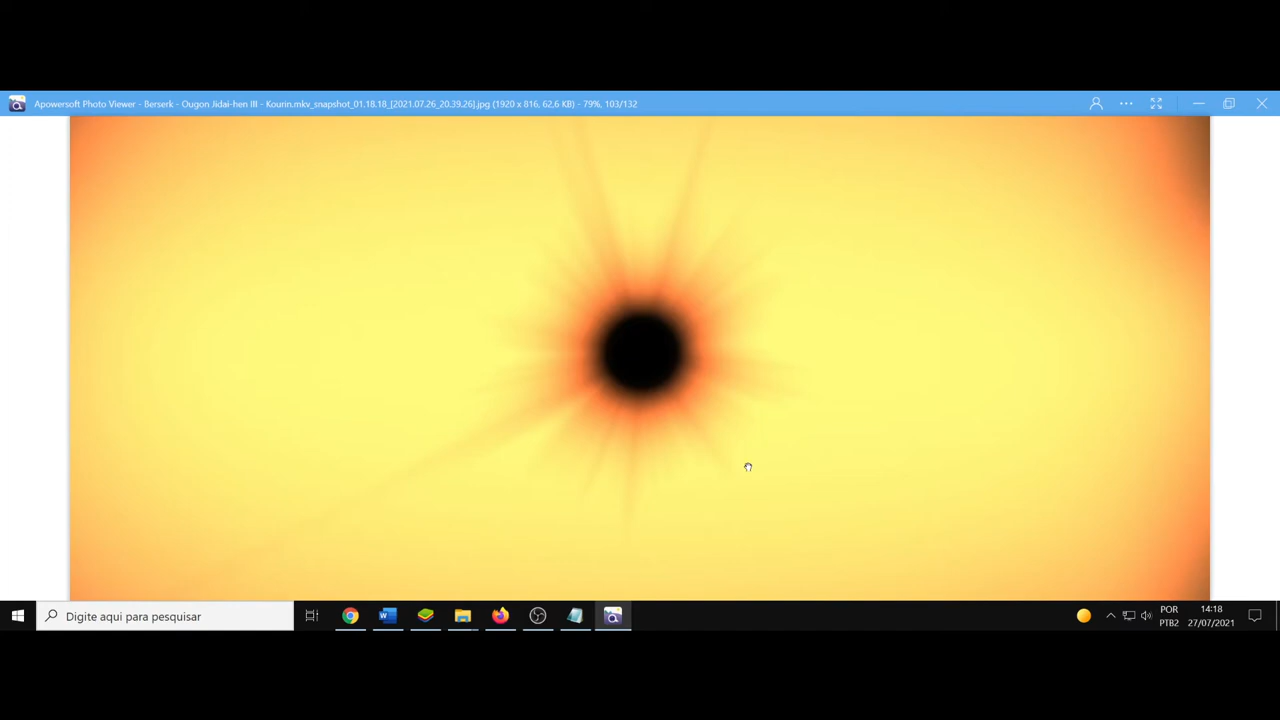 Apowersoft Photo Viewer - Berserk - Ougon Jidai-hen III - Kourin.mkv_snapshot_01.18.18_[2021.07.26_20.39.26].jpg (1920 x 816, 62,6 KB) - 79%, 103/132
Digite aqui para pesquisar
POR
PTB2
14:18
27/07/2021